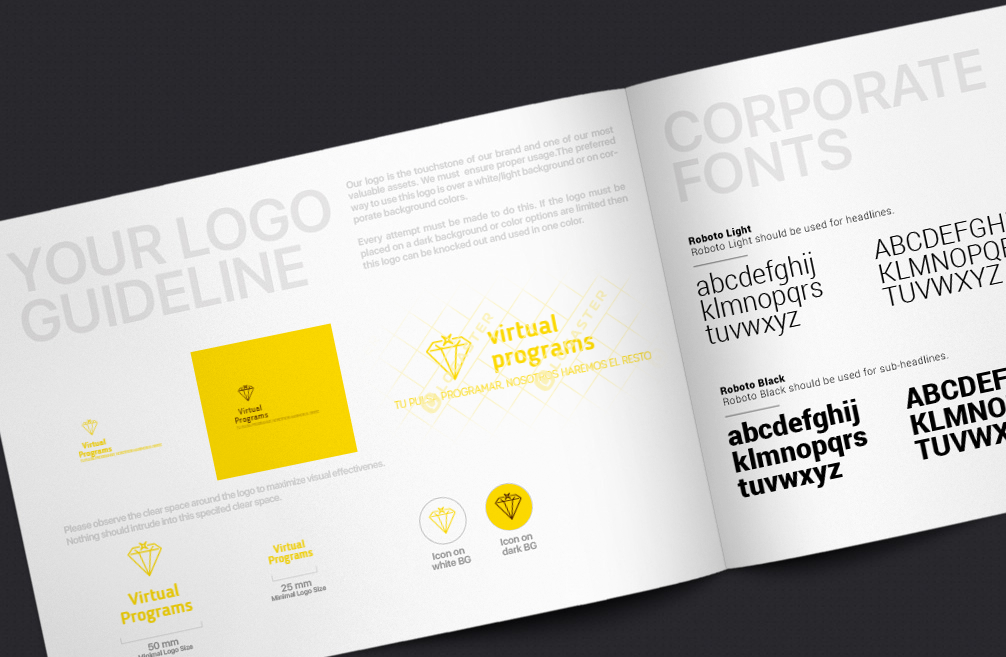 YOUR LOGO
GUIDELINE
Our logo is the touchstone of our brand and one of our most
valuable assets. We must ensure proper usage.The preferred
way to use this logo is over a white/light background or on cor-
porate background colors.
Every attempt must be made to do this. If the logo must be
placed on a dark background or color options are limited then
this logo can be knocked out and used in one color.
virtual
programs
TU PULSA PROGRAMAR, NOSOTROS HAREMOS EL RESTO
Virtual
Programs
Virtual
Programs
Please observe the clear space around the logo to maximize visual effectivenes.
Nothing should intrude into this specified clear space.
Virtual
Programs
50 mm
Minimal Logo Size
Virtual
Programs
25 mm
Minimal Logo Size
Icon on
white BG
Icon on
dark BG
CORPORATE
FONTS
Roboto Light
Roboto Light should be used for headlines.
abcdefghij
klmnopqrs
tuvwxyz
ABCDEFGH
KLMNOPQR
TUVWXYZ
Roboto Black
Roboto Black should be used for sub-headlines.
abcdefghij
klmnopqrs
tuvwxyz
ABCDEF
KLMNO
TUVWX